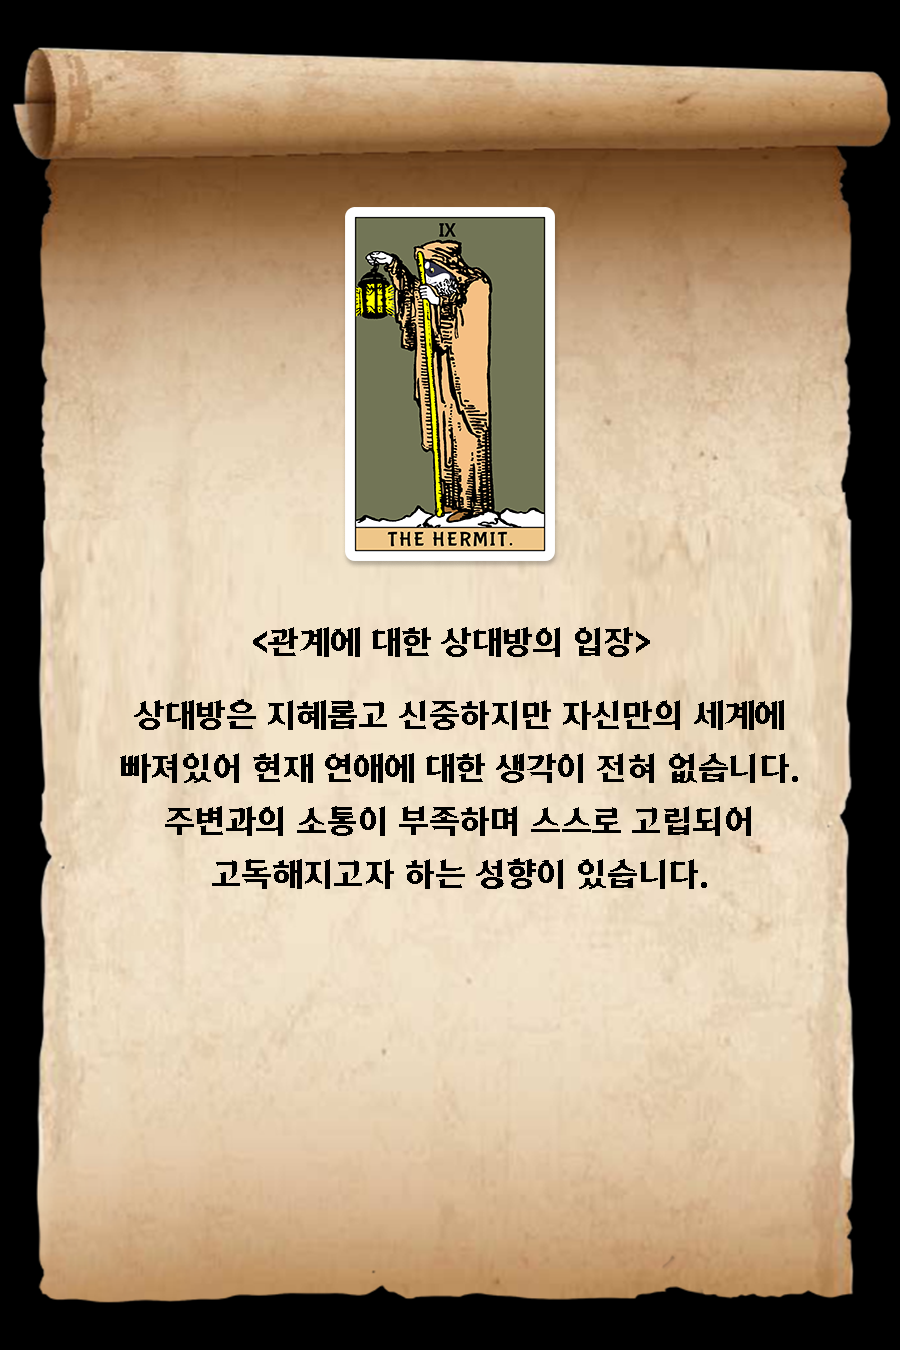 IX
THE HERMIT.
<관계에 대한 상대방의 입장>
상대방은 지혜롭고 신중하지만 자신만의 세계에
빠져있어 현재 연애에 대한 생각이 전혀 없습니다.
주변과의 소통이 부족하며 스스로 고립되어
고독해지고자 하는 성향이 있습니다.